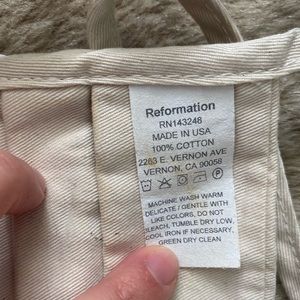 Reformation
RN143248
MADE IN USA
100% COTTON
2263 E. VERNON AVE
VERNON, CA 90058
MACHINE WASH WARM
DELICATE / GENTLE WITH
LIKE COLORS, DO NOT
BLEACH, TUMBLE DRY LOW,
COOL IRON IF NECESSARY,
GREEN DRY CLEAN